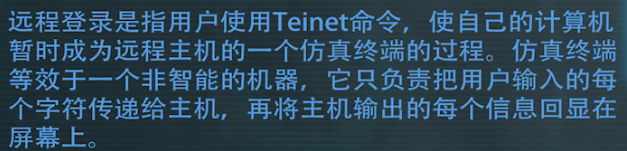 远程登录是指用户使用Teinet命令，使自己的计算机
暂时成为远程主机的一个仿真终端的过程。仿真终端
等效于一个非智能的机器，它只负责把用户输入的每
个字符传递给主机，再将主机输出的每个信息回显在
屏幕上。